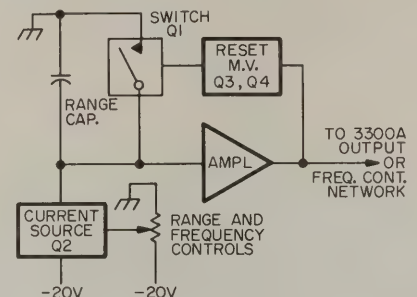 SWITCH
Q1
RESET
M.V.
Q3, Q4
RANGE
CAP.
AMPL
TO 3300A
OUTPUT
OR
FREQ. CONT.
NETWORK
CURRENT
SOURCE
Q2
RANGE AND
FREQUENCY
CONTROLS
-20V
-20V